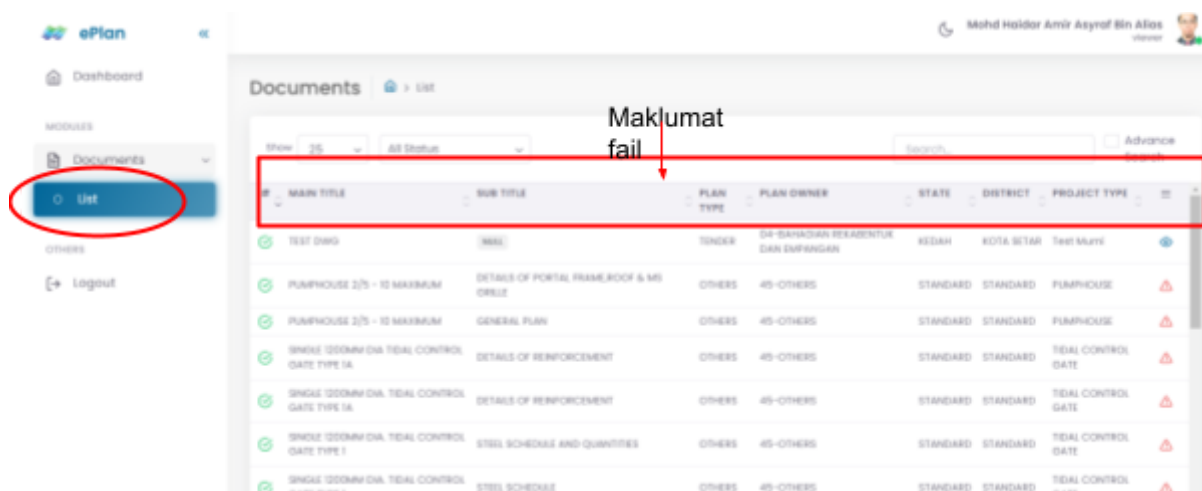 ePlan
«
Mohd Haidar Amir Asyraf Bin Alias
viewer
Dashboard
Documents
> List
MODULES
Maklumat
fail
Show 25 All Status Search... Advance
Search
Documents
List
# MAIN TITLE SUB TITLE PLAN TYPE PLAN OWNER STATE DISTRICT PROJECT TYPE
OTHERS
Logout
TEST DWG NULL TENDER D4-BAHAGIAN REKABENTUK DAN EMPANGAN KEDAH KOTA SETAR Test Murni
PUMPHOUSE 2/5 - 10 MAXIMUM DETAILS OF PORTAL FRAME,ROOF & MS GRILLE OTHERS 45-OTHERS STANDARD STANDARD PUMPHOUSE
PUMPHOUSE 2/5 - 10 MAXIMUM GENERAL PLAN OTHERS 45-OTHERS STANDARD STANDARD PUMPHOUSE
SINGLE 1200MM DIA TIDAL CONTROL GATE TYPE 1A DETAILS OF REINFORCEMENT OTHERS 45-OTHERS STANDARD STANDARD TIDAL CONTROL GATE
SINGLE 1200MM DIA. TIDAL CONTROL GATE TYPE 1A DETAILS OF REINFORCEMENT OTHERS 45-OTHERS STANDARD STANDARD TIDAL CONTROL GATE
SINGLE 1200MM DIA. TIDAL CONTROL GATE TYPE 1 STEEL SCHEDULE AND QUANTITIES OTHERS 45-OTHERS STANDARD STANDARD TIDAL CONTROL GATE
SINGLE 1200MM DIA. TIDAL CONTROL STEEL SCHEDULE OTHERS 45-OTHERS STANDARD STANDARD TIDAL CONTROL